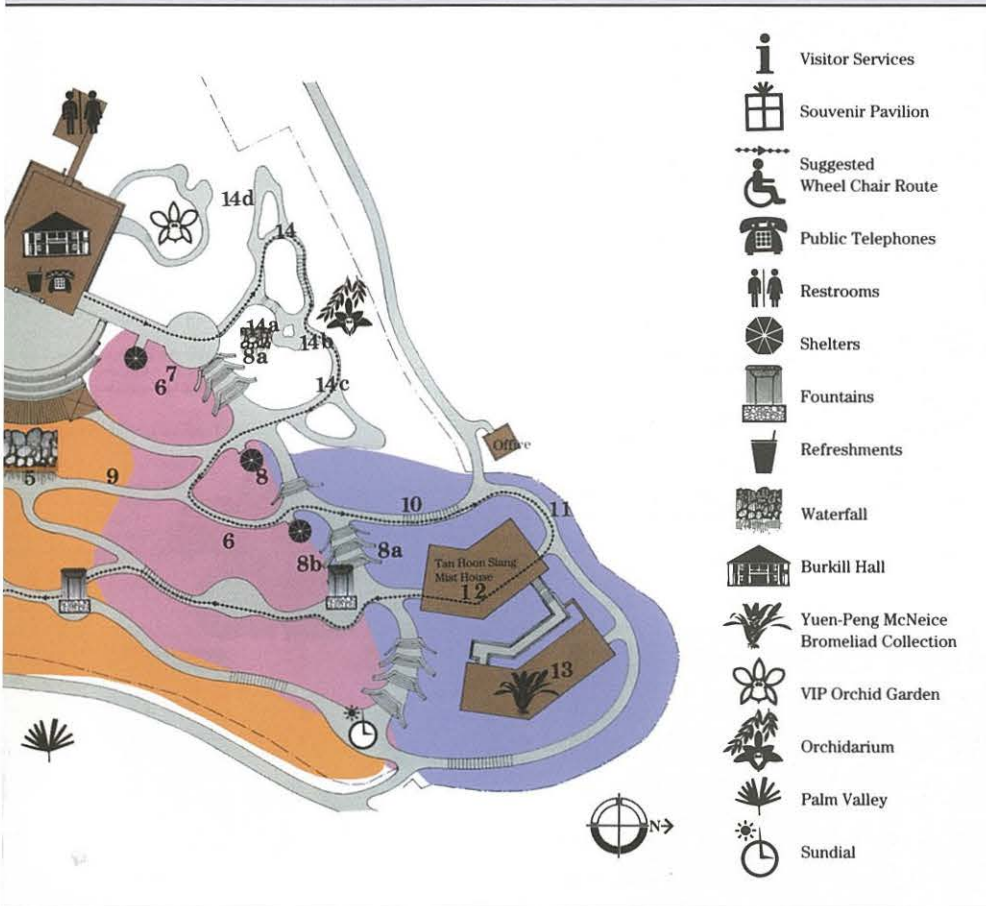 14d
14
14a
8a
14b
14c
7
6
Office
5
9
8
10
11
6
8b
8a
Tan Hoon Siang
Mist House
12
13
N
Visitor Services
Souvenir Pavilion
Suggested
Wheel Chair Route
Public Telephones
Restrooms
Shelters
Fountains
Refreshments
Waterfall
Burkill Hall
Yuen-Peng McNeice
Bromeliad Collection
VIP Orchid Garden
Orchidarium
Palm Valley
Sundial